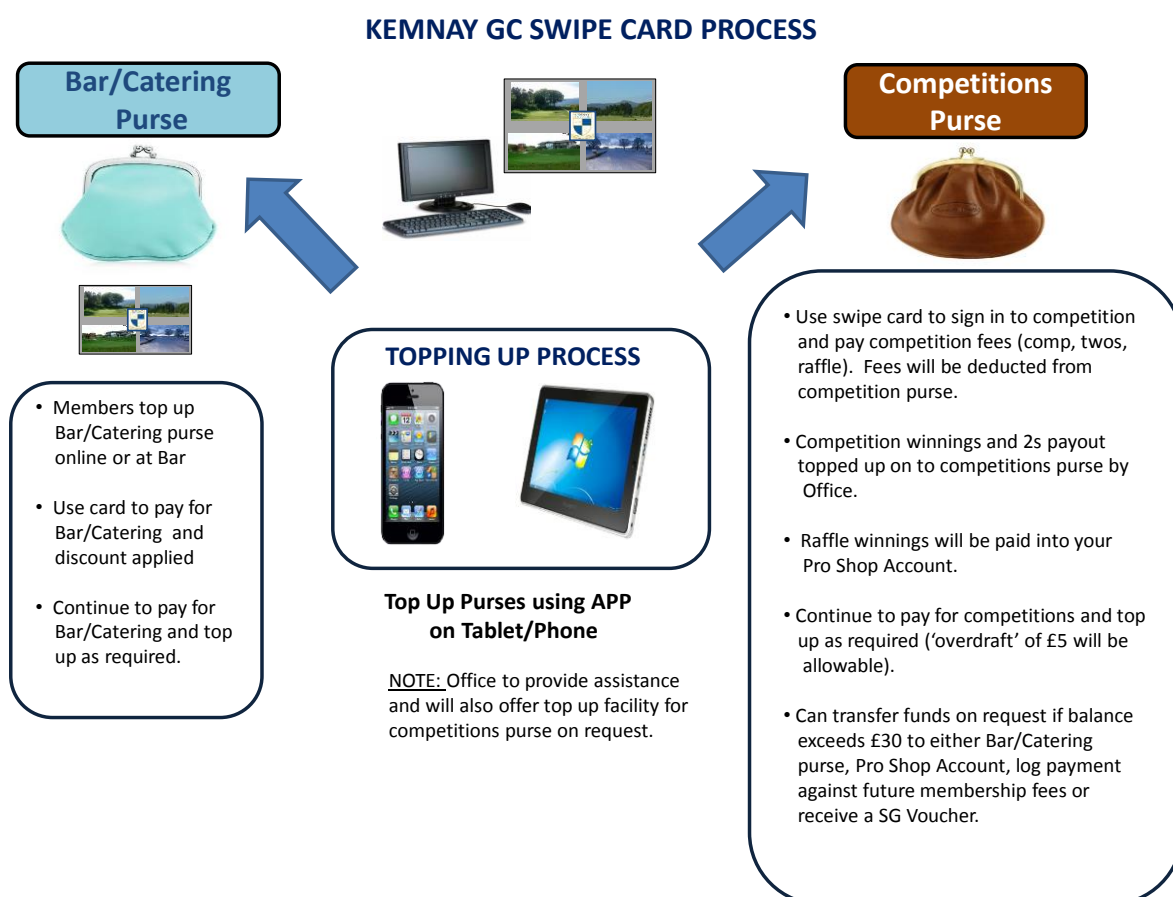 KEMNAY GC SWIPE CARD PROCESS
Bar/Catering
Purse
Competitions
Purse
• Members top up
Bar/Catering purse
online or at Bar
• Use card to pay for
Bar/Catering and
discount applied
• Continue to pay for
Bar/Catering and top
up as required.
TOPPING UP PROCESS
Top Up Purses using APP
on Tablet/Phone
NOTE: Office to provide assistance
and will also offer top up facility for
competitions purse on request.
• Use swipe card to sign in to competition
and pay competition fees (comp, twos,
raffle). Fees will be deducted from
competition purse.
• Competition winnings and 2s payout
topped up on to competitions purse by
Office.
• Raffle winnings will be paid into your
Pro Shop Account.
• Continue to pay for competitions and top
up as required (‘overdraft’ of £5 will be
allowable).
• Can transfer funds on request if balance
exceeds £30 to either Bar/Catering
purse, Pro Shop Account, log payment
against future membership fees or
receive a SG Voucher.